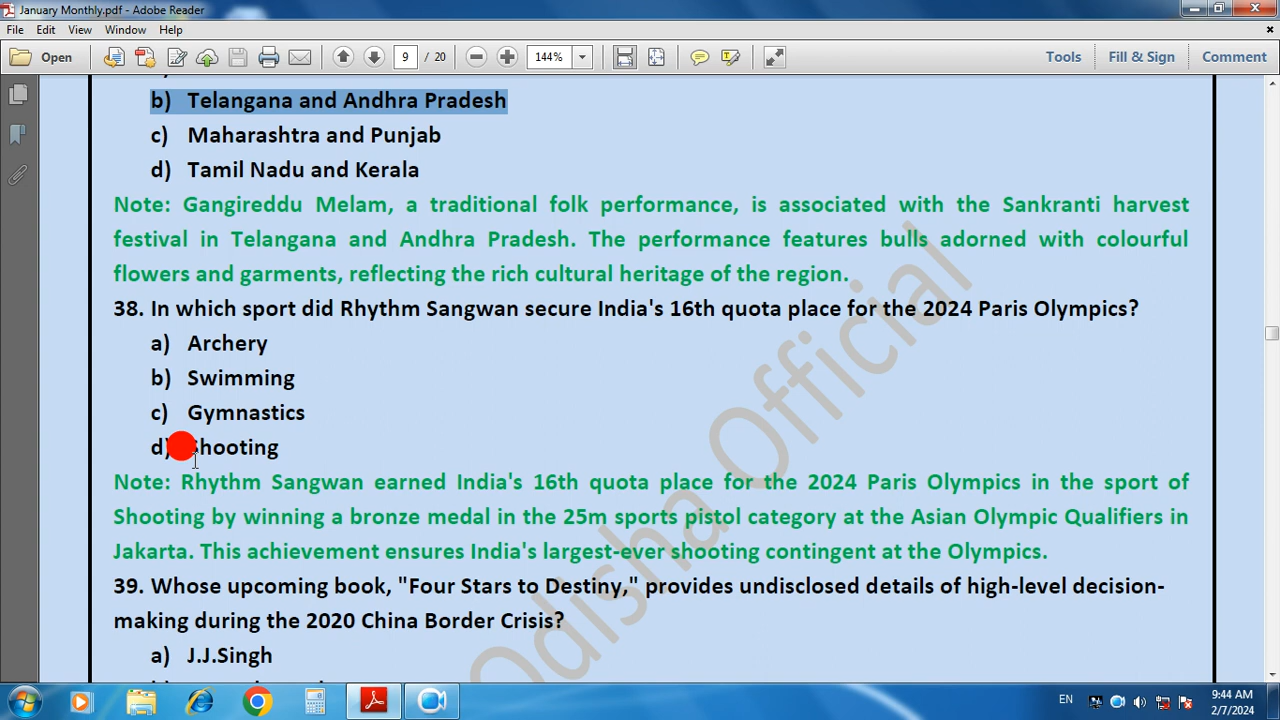 January Monthly.pdf - Adobe Reader
File Edit View Window Help
Open 9 / 20 144% Tools Fill & Sign Comment
b) Telangana and Andhra Pradesh
c) Maharashtra and Punjab
d) Tamil Nadu and Kerala
Note: Gangireddu Melam, a traditional folk performance, is associated with the Sankranti harvest
festival in Telangana and Andhra Pradesh. The performance features bulls adorned with colourful
flowers and garments, reflecting the rich cultural heritage of the region.
38. In which sport did Rhythm Sangwan secure India's 16th quota place for the 2024 Paris Olympics?
a) Archery
b) Swimming
c) Gymnastics
d) Shooting
Note: Rhythm Sangwan earned India's 16th quota place for the 2024 Paris Olympics in the sport of
Shooting by winning a bronze medal in the 25m sports pistol category at the Asian Olympic Qualifiers in
Jakarta. This achievement ensures India's largest-ever shooting contingent at the Olympics.
39. Whose upcoming book, "Four Stars to Destiny," provides undisclosed details of high-level decision-
making during the 2020 China Border Crisis?
a) J.J.Singh
Odisha Official
EN
9:44 AM
2/7/2024